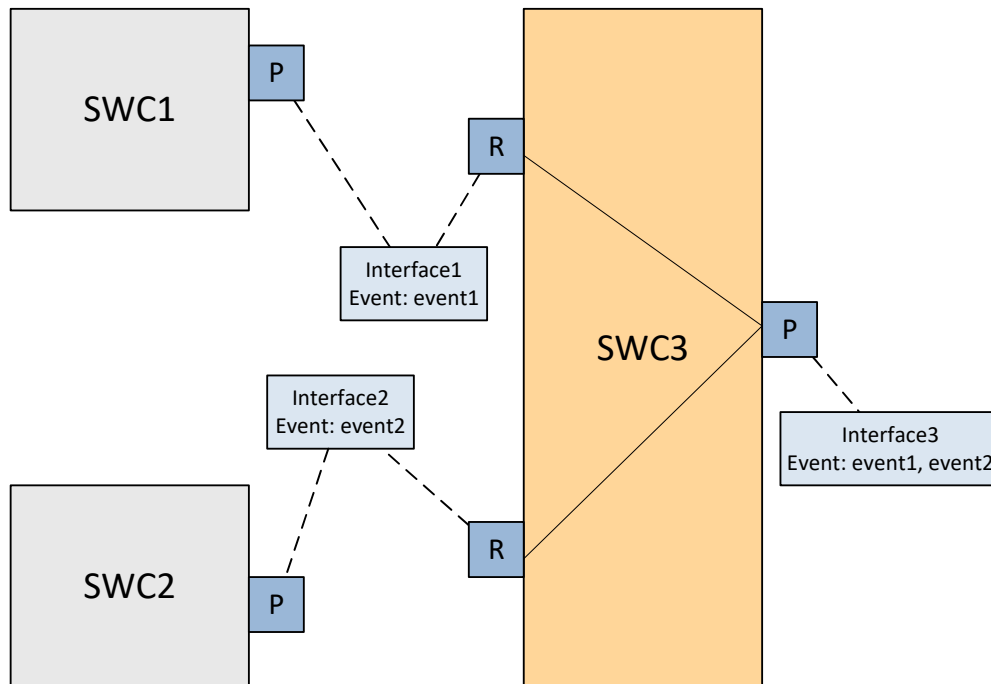 SWC1
P
R
Interface1
Event: event1
SWC3
P
Interface2
Event: event2
Interface3
Event: event1, event2
R
SWC2
P